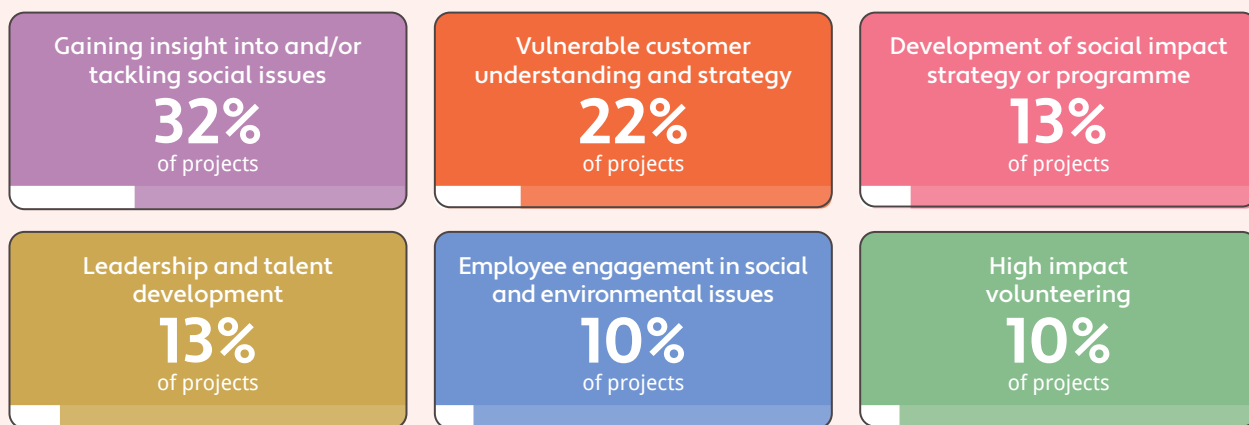 Gaining insight into and/or
tackling social issues
32%
of projects
Vulnerable customer
understanding and strategy
22%
of projects
Development of social impact
strategy or programme
13%
of projects
Leadership and talent
development
13%
of projects
Employee engagement in social
and environmental issues
10%
of projects
High impact
volunteering
10%
of projects